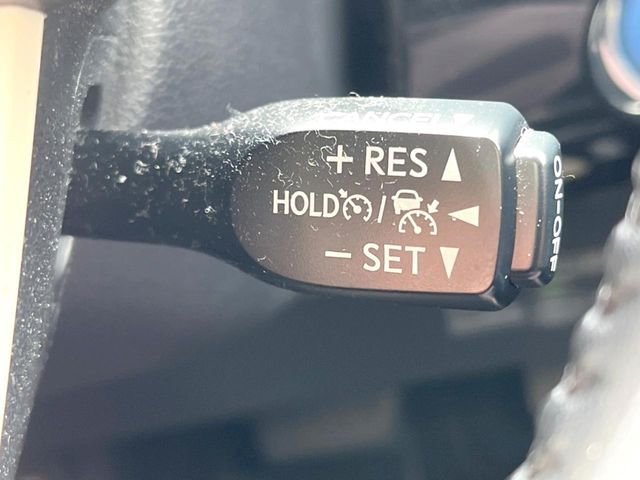 CANCEL ▼
+ RES ▲
HOLD / ◀
− SET ▼
ON-OFF